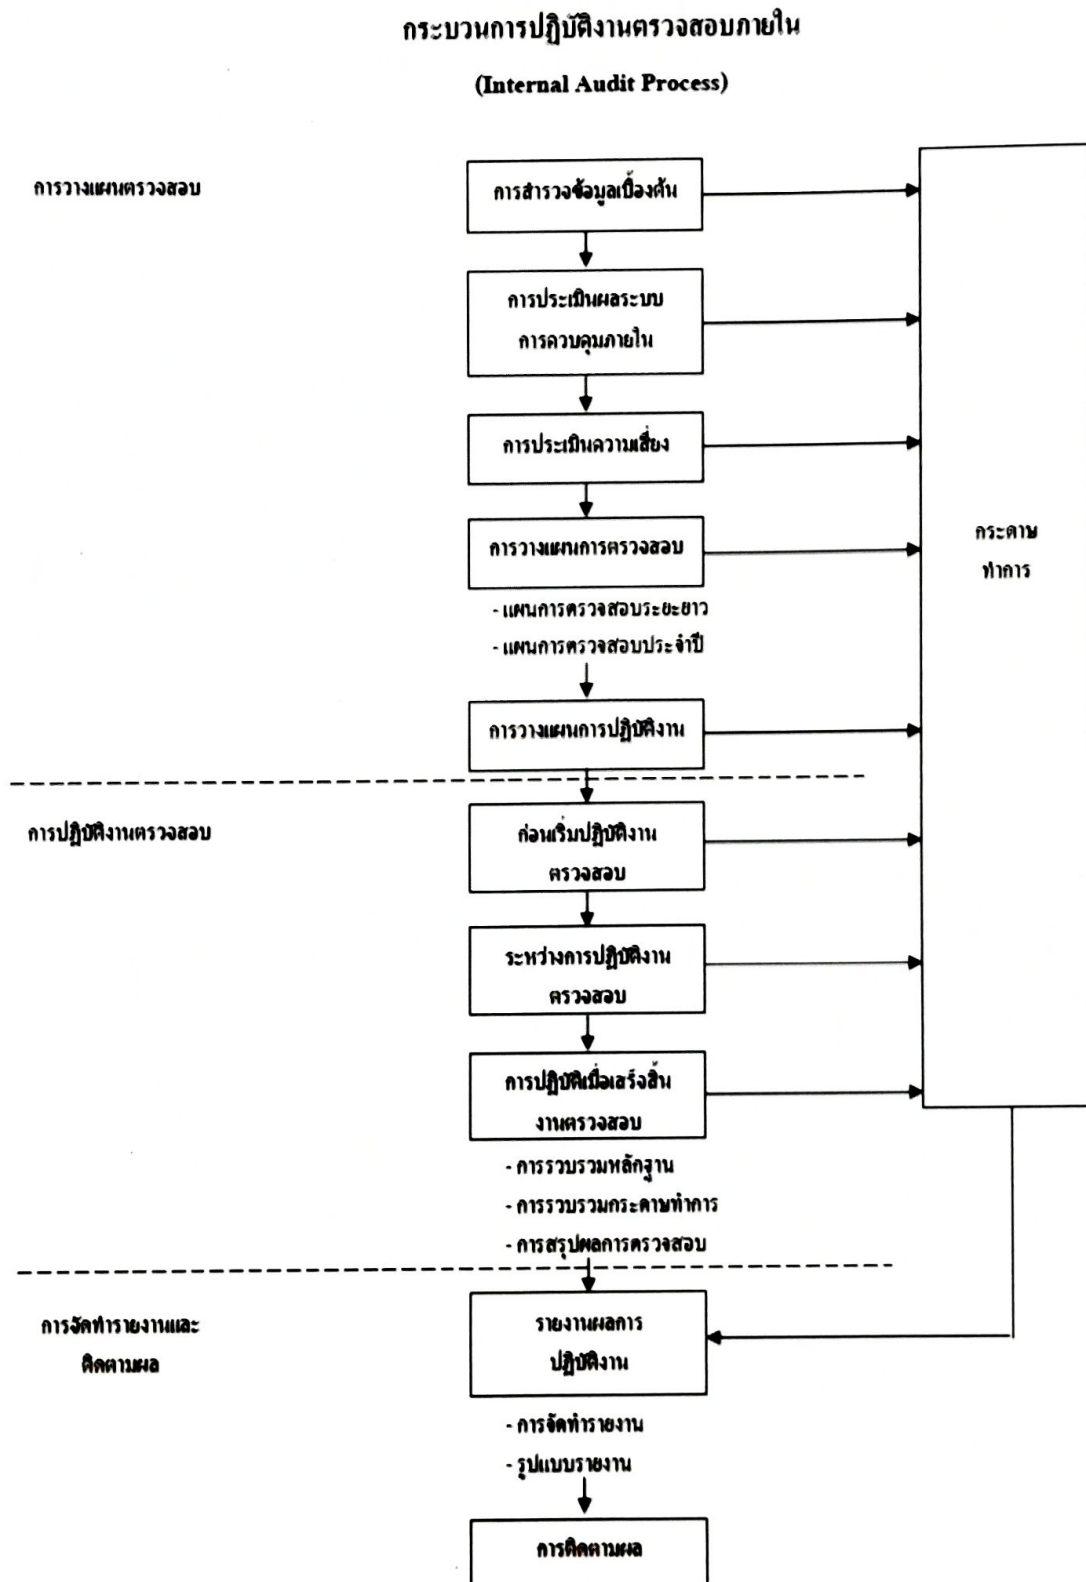 กระบวนการปฏิบัติงานตรวจสอบภายใน
(Internal Audit Process)
การวางแผนตรวจสอบ
การสำรวจข้อมูลเบื้องต้น
การประเมินผลระบบ
การควบคุมภายใน
การประเมินความเสี่ยง
การวางแผนการตรวจสอบ
กระดาษ
ทำการ
- แผนการตรวจสอบระยะยาว
- แผนการตรวจสอบประจำปี
การวางแผนการปฏิบัติงาน
การปฏิบัติงานตรวจสอบ
ก่อนเริ่มปฏิบัติงาน
ตรวจสอบ
ระหว่างการปฏิบัติงาน
ตรวจสอบ
การปฏิบัติเมื่อเสร็จสิ้น
งานตรวจสอบ
- การรวบรวมหลักฐาน
- การรวบรวมกระดาษทำการ
- การสรุปผลการตรวจสอบ
การจัดทำรายงานและ
ติดตามผล
รายงานผลการ
ปฏิบัติงาน
- การจัดทำรายงาน
- รูปแบบรายงาน
การติดตามผล